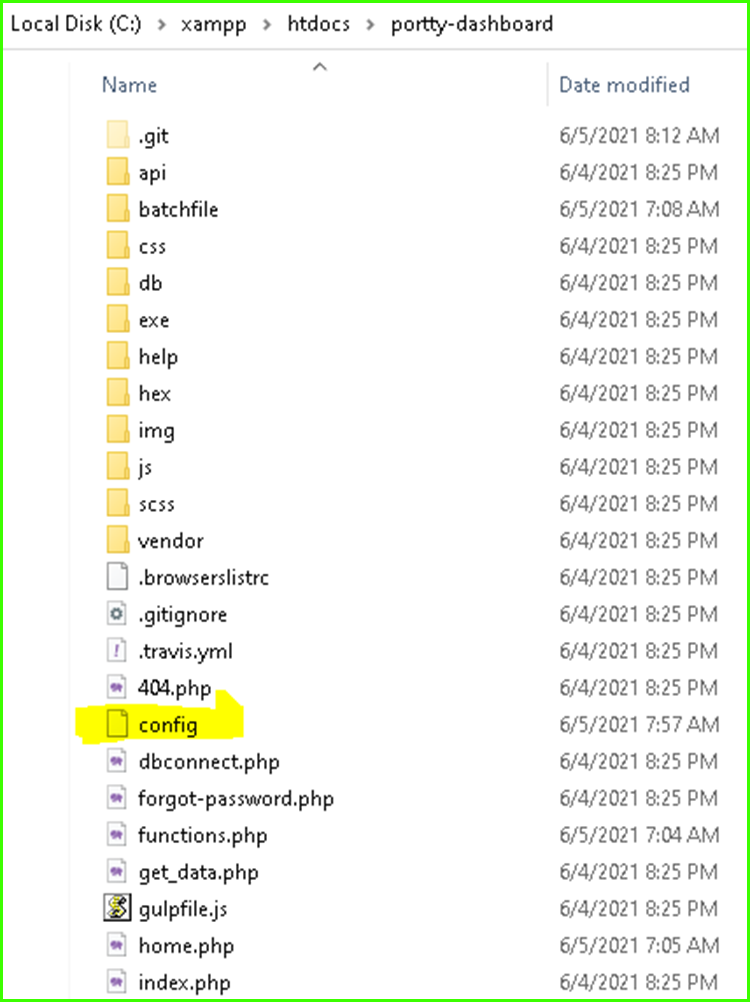 Local Disk (C:) > xampp > htdocs > portty-dashboard
Name Date modified
.git 6/5/2021 8:12 AM
api 6/4/2021 8:25 PM
batchfile 6/5/2021 7:08 AM
css 6/4/2021 8:25 PM
db 6/4/2021 8:25 PM
exe 6/4/2021 8:25 PM
help 6/4/2021 8:25 PM
hex 6/4/2021 8:25 PM
img 6/4/2021 8:25 PM
js 6/4/2021 8:25 PM
scss 6/4/2021 8:25 PM
vendor 6/4/2021 8:25 PM
.browserslistrc 6/4/2021 8:25 PM
.gitignore 6/4/2021 8:25 PM
.travis.yml 6/4/2021 8:25 PM
404.php 6/4/2021 8:25 PM
config 6/5/2021 7:57 AM
dbconnect.php 6/4/2021 8:25 PM
forgot-password.php 6/4/2021 8:25 PM
functions.php 6/5/2021 7:04 AM
get_data.php 6/4/2021 8:25 PM
gulpfile.js 6/4/2021 8:25 PM
home.php 6/5/2021 7:05 AM
index.php 6/4/2021 8:25 PM